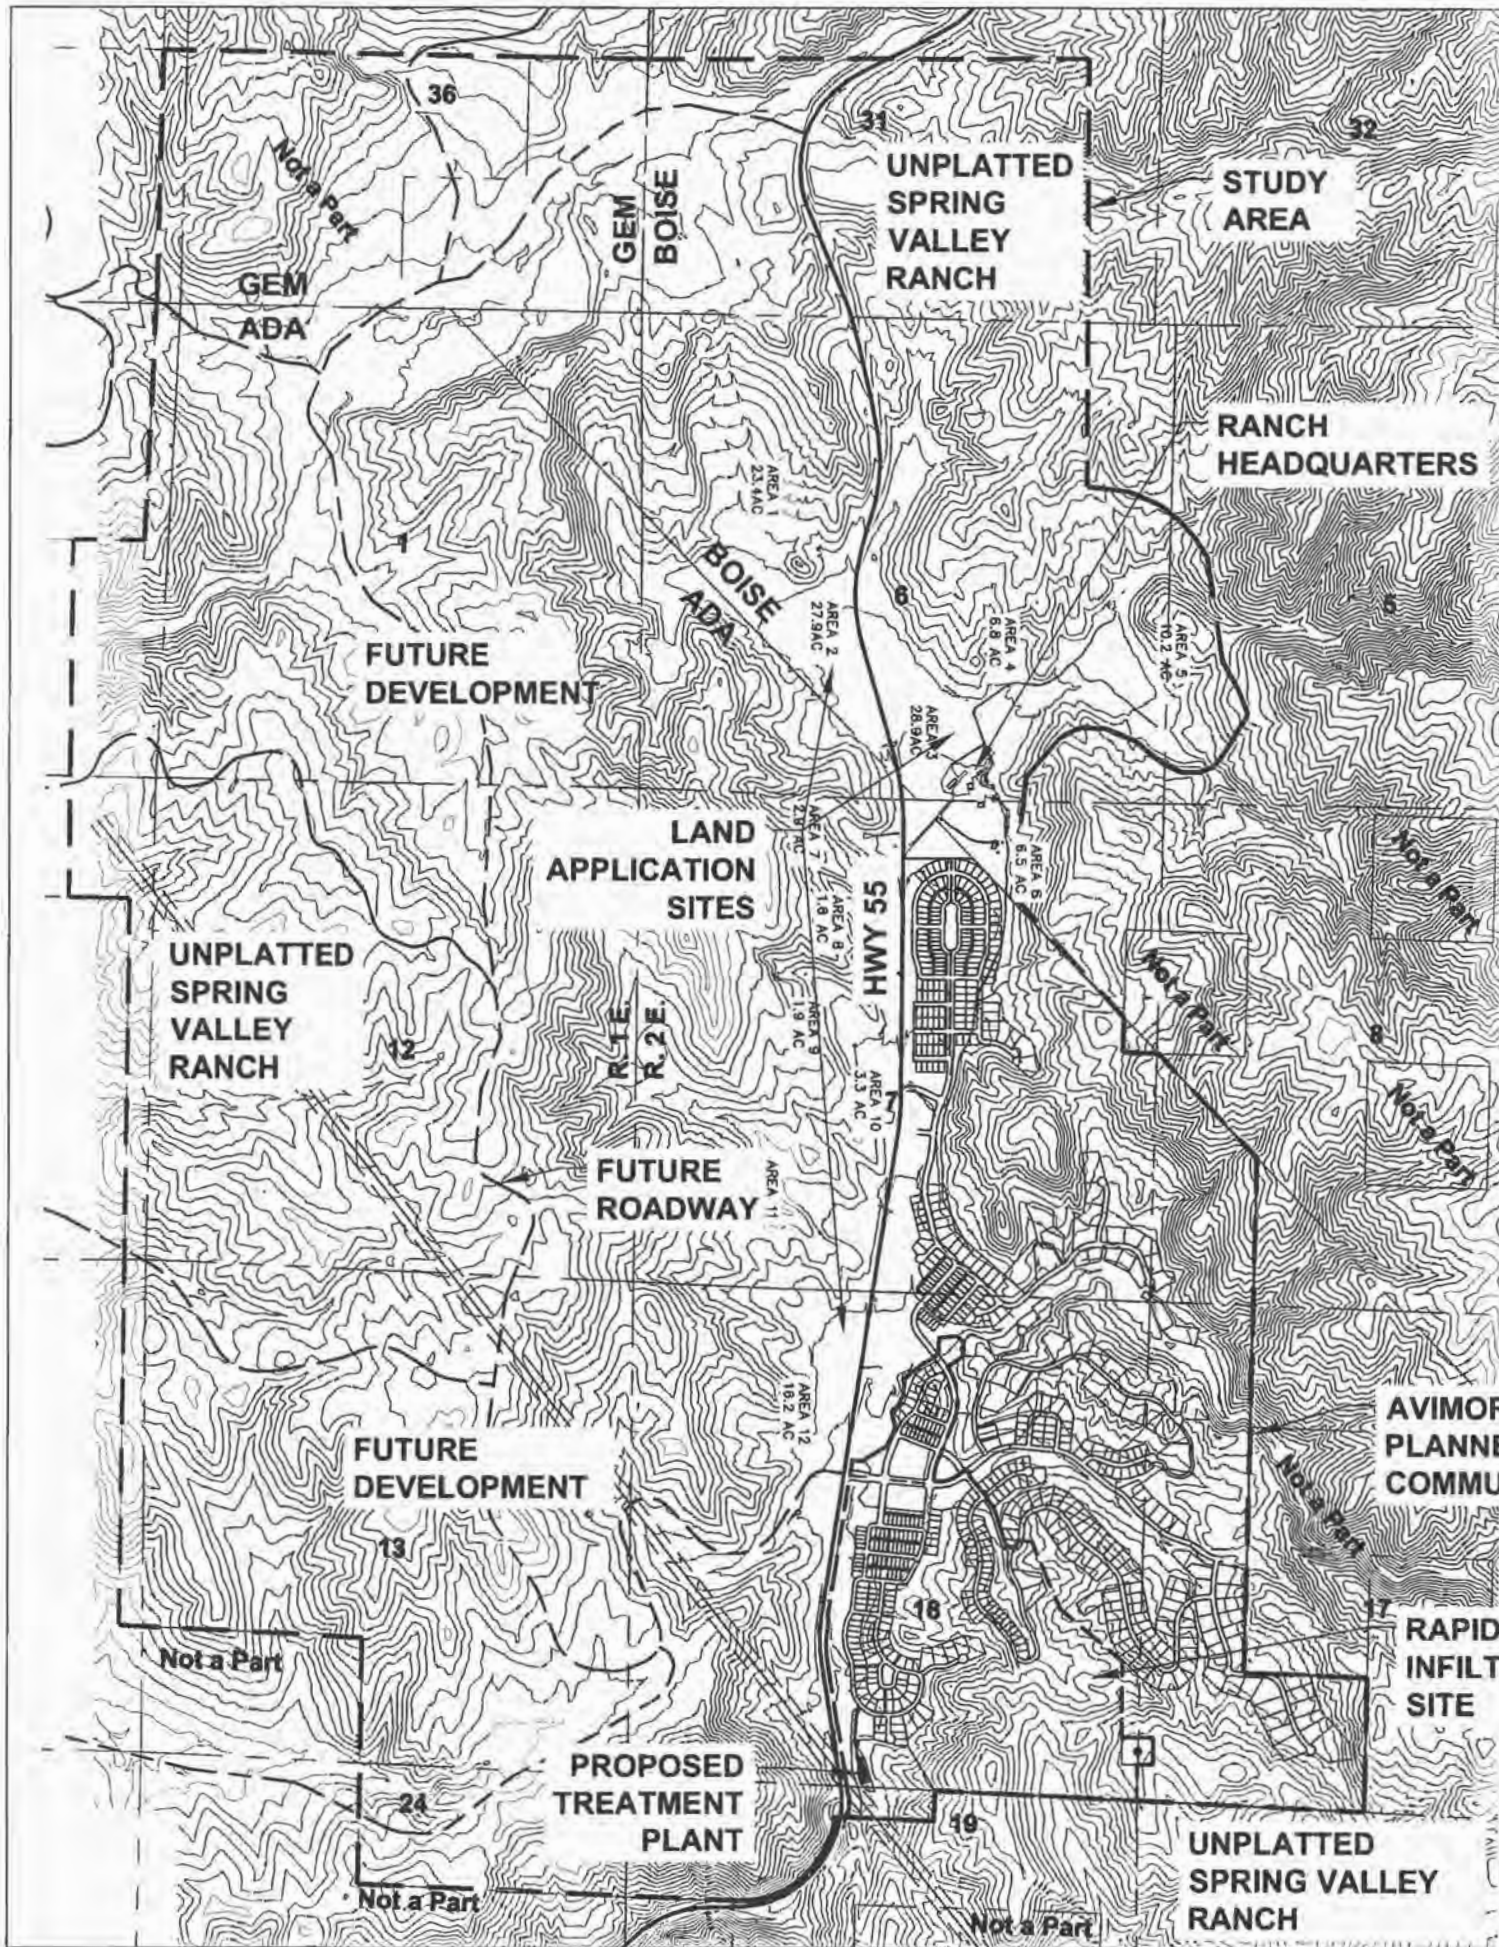 36
31
32
Not a Part
UNPLATTED
SPRING
VALLEY
RANCH
STUDY
AREA
GEM
BOISE
GEM
ADA
RANCH
HEADQUARTERS
AREA 1
23.4AC
1
BOISE
ADA
6
5
AREA 2
27.9AC
AREA 4
6.8 AC
AREA 5
10.2 AC
FUTURE
DEVELOPMENT
AREA 3
28.9AC
LAND
APPLICATION
SITES
AREA 7
AREA 8
1.8 AC
HWY 55
AREA 6
6.5 AC
Not a Part
UNPLATTED
SPRING
VALLEY
RANCH
Not a Part
AREA 9
1.9 AC
R. 1 E.
R. 2 E.
12
8
AREA 10
3.3 AC
7
Not a Part
FUTURE
ROADWAY
AREA 11
AREA 12
16.2 AC
AVIMOR
PLANNE
COMMU
FUTURE
DEVELOPMENT
Not a Part
13
18
17
RAPID
INFILT
SITE
Not a Part
PROPOSED
TREATMENT
PLANT
24
19
UNPLATTED
SPRING VALLEY
RANCH
Not a Part
Not a Part